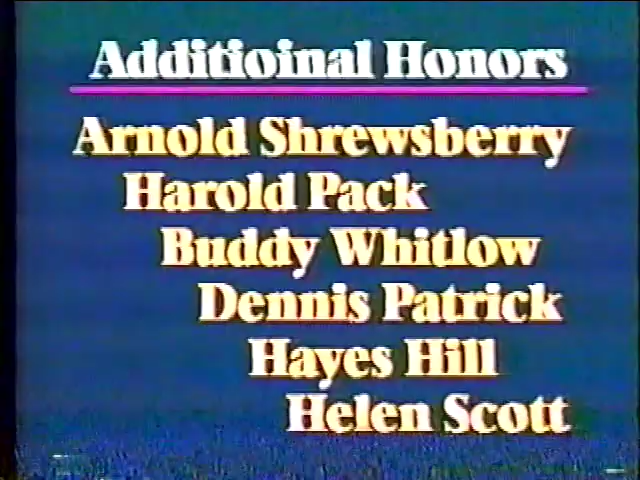 Additioinal Honors
Arnold Shrewsberry
Harold Pack
Buddy Whitlow
Dennis Patrick
Hayes Hill
Helen Scott